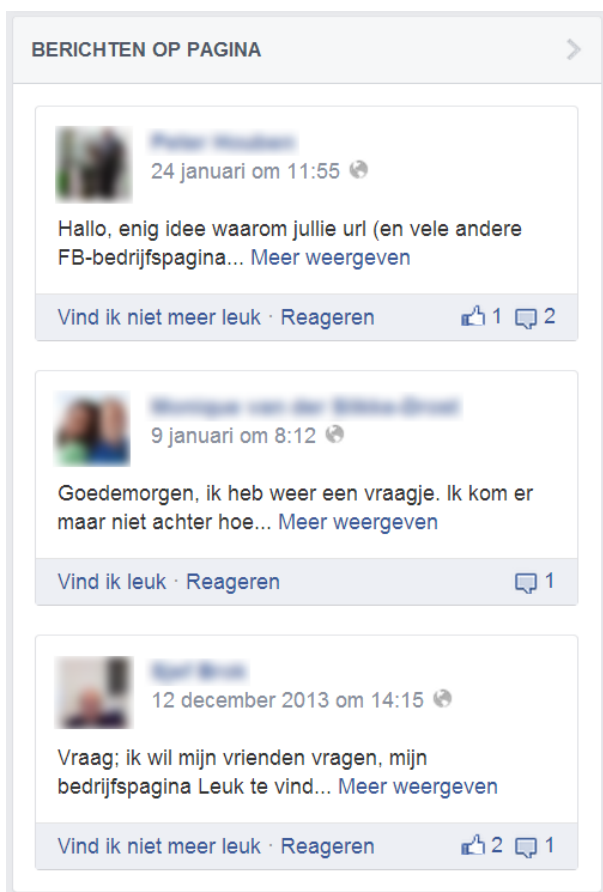 BERICHTEN OP PAGINA
24 januari om 11:55
Hallo, enig idee waarom jullie url (en vele andere
FB-bedrijfspagina... Meer weergeven
Vind ik niet meer leuk · Reageren 1 2
9 januari om 8:12
Goedemorgen, ik heb weer een vraagje. Ik kom er
maar niet achter hoe... Meer weergeven
Vind ik leuk · Reageren 1
12 december 2013 om 14:15
Vraag; ik wil mijn vrienden vragen, mijn
bedrijfspagina Leuk te vind... Meer weergeven
Vind ik niet meer leuk · Reageren 2 1